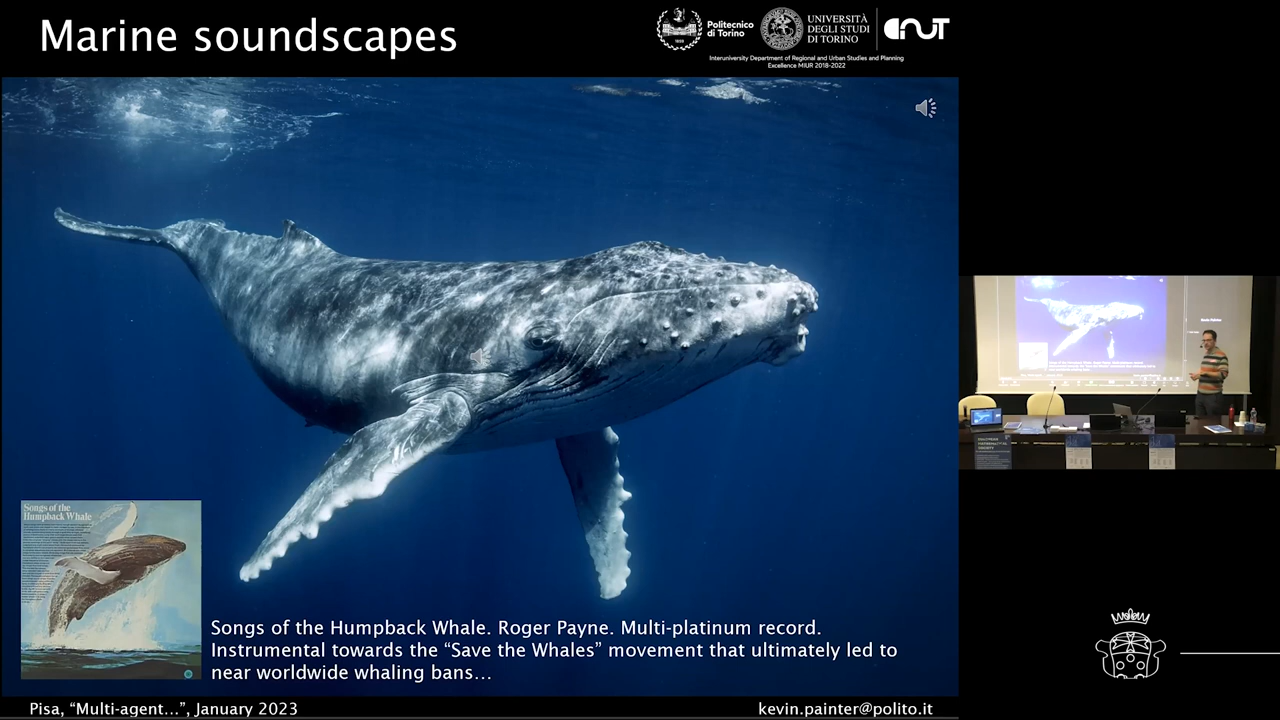 Marine soundscapes
Politecnico
di Torino
1859
UNIVERSITÀ
DEGLI STUDI
DI TORINO
Interuniversity Department of Regional and Urban Studies and Planning
Excellence MIUR 2018-2022
Songs of the
Humpback Whale
Songs of the Humpback Whale. Roger Payne. Multi-platinum record.
Instrumental towards the “Save the Whales” movement that ultimately led to
near worldwide whaling bans...
Pisa, “Multi-agent...”, January 2023
kevin.painter@polito.it